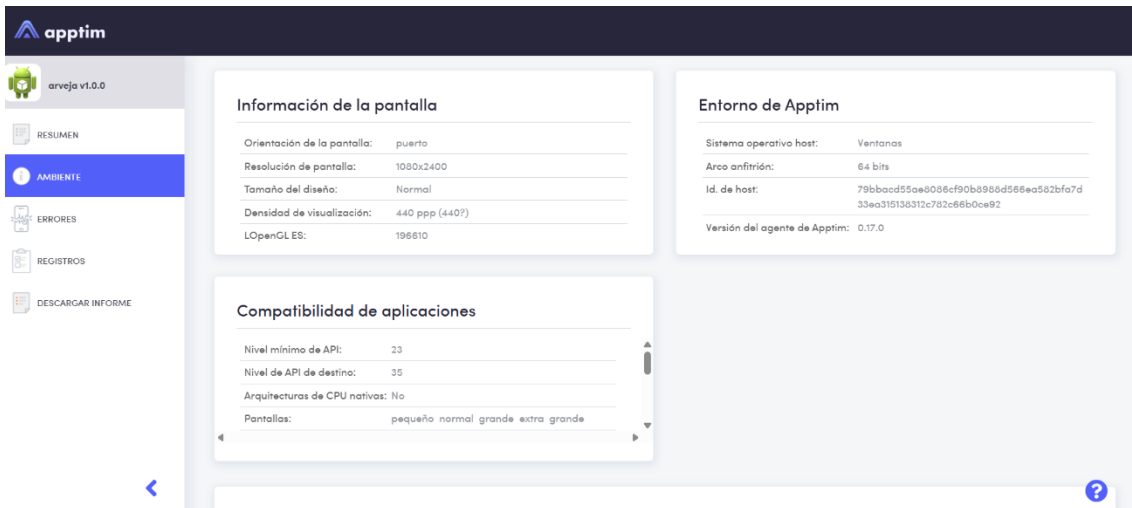 apptim
arveja v1.0.0
RESUMEN
AMBIENTE
ERRORES
REGISTROS
DESCARGAR INFORME
Información de la pantalla
Orientación de la pantalla: puerto
Resolución de pantalla: 1080x2400
Tamaño del diseño: Normal
Densidad de visualización: 440 ppp (440?)
LOpenGL ES: 196610
Entorno de Apptim
Sistema operativo host: Ventanas
Arco anfitrión: 64 bits
Id. de host: 79bbacd55ae8086cf90b8988d566ea582bfa7d
33ea315138312c782c66b0ce92
Versión del agente de Apptim: 0.17.0
Compatibilidad de aplicaciones
Nivel mínimo de API: 23
Nivel de API de destino: 35
Arquitecturas de CPU nativas: No
Pantallas: pequeño normal grande extra grande
?